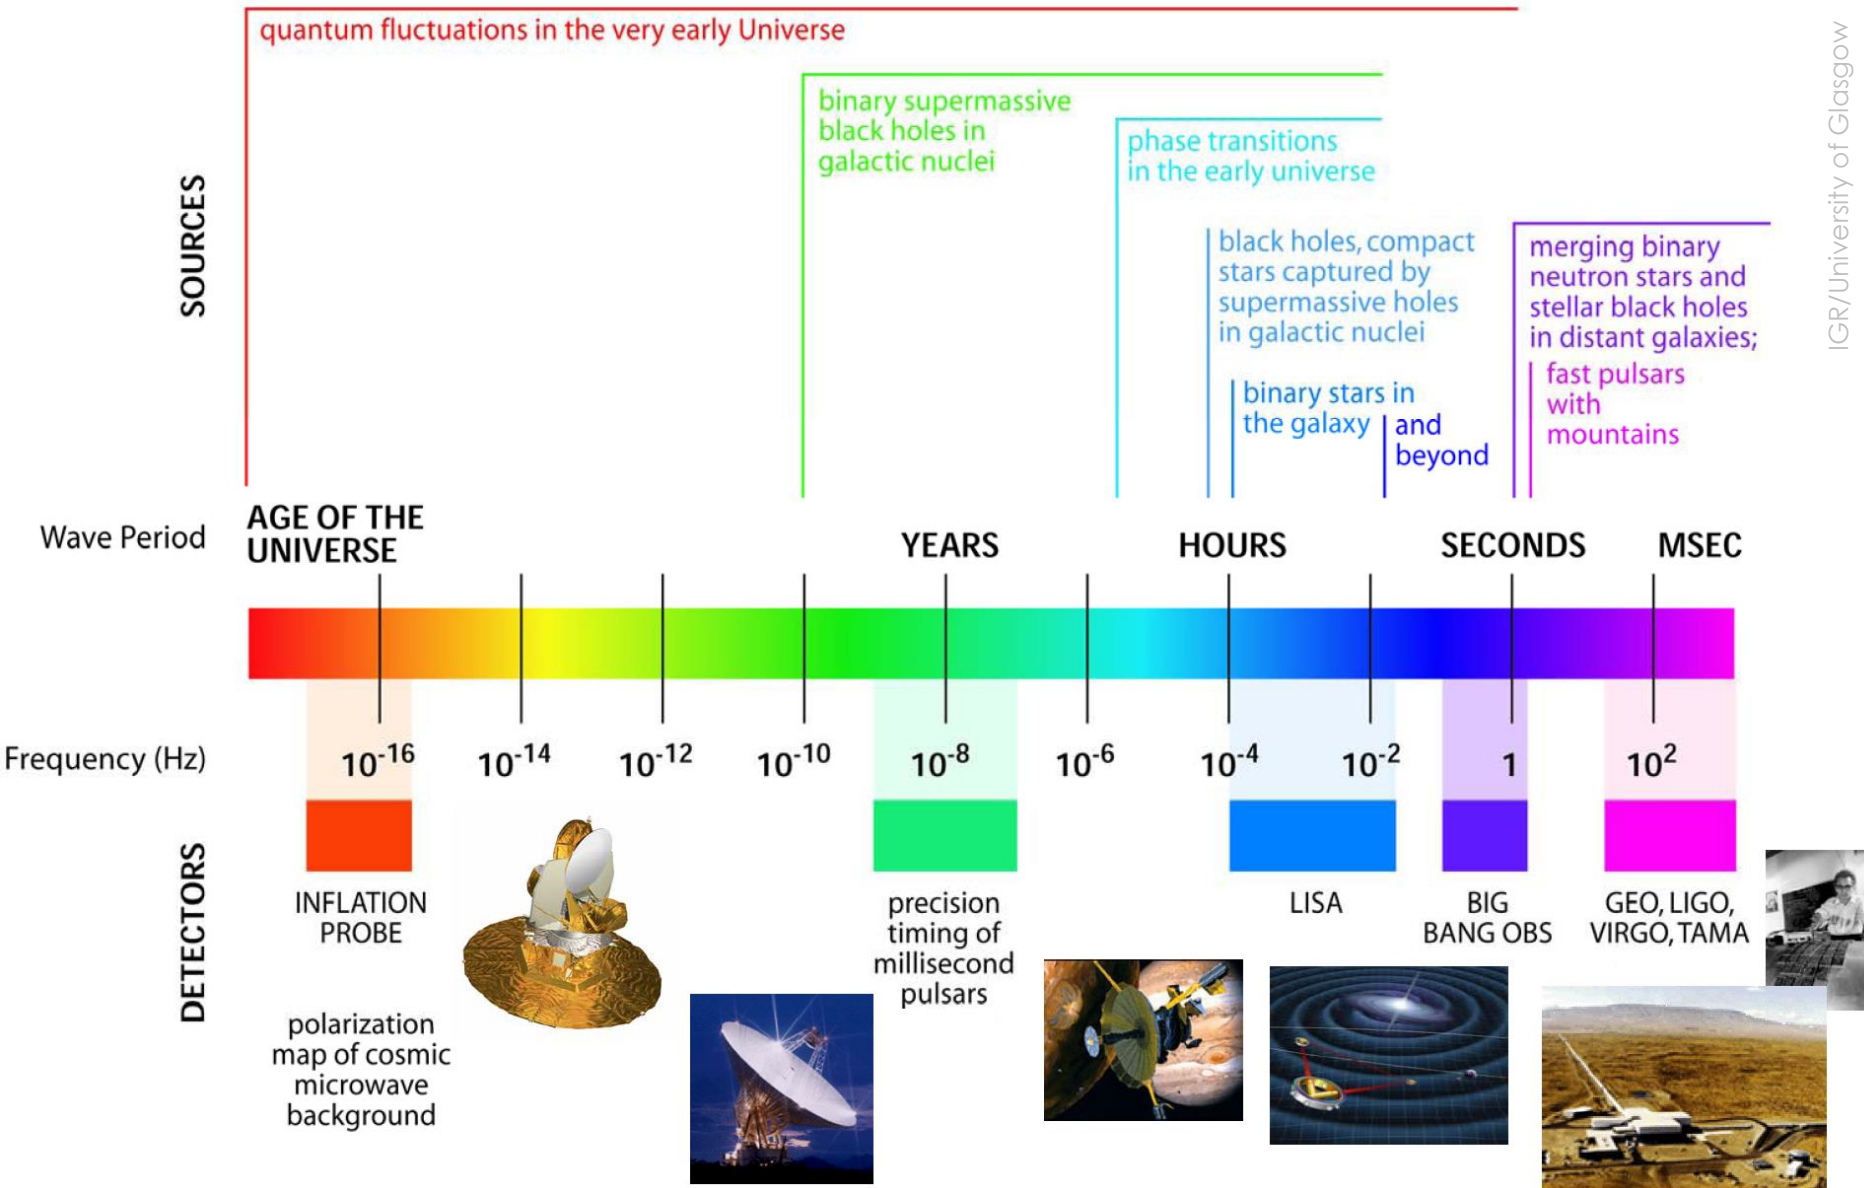 quantum fluctuations in the very early Universe
binary supermassive
black holes in
galactic nuclei
phase transitions
in the early universe
black holes, compact
stars captured by
supermassive holes
in galactic nuclei
binary stars in
the galaxy
and
beyond
merging binary
neutron stars and
stellar black holes
in distant galaxies;
fast pulsars
with
mountains
SOURCES
IGR/University of Glasgow
Wave Period
AGE OF THE
UNIVERSE
YEARS
HOURS
SECONDS
MSEC
Frequency (Hz)
10⁻¹⁶ 10⁻¹⁴ 10⁻¹² 10⁻¹⁰ 10⁻⁸ 10⁻⁶ 10⁻⁴ 10⁻² 1 10²
DETECTORS
INFLATION
PROBE
polarization
map of cosmic
microwave
background
precision
timing of
millisecond
pulsars
LISA
BIG
BANG OBS
GEO, LIGO,
VIRGO, TAMA